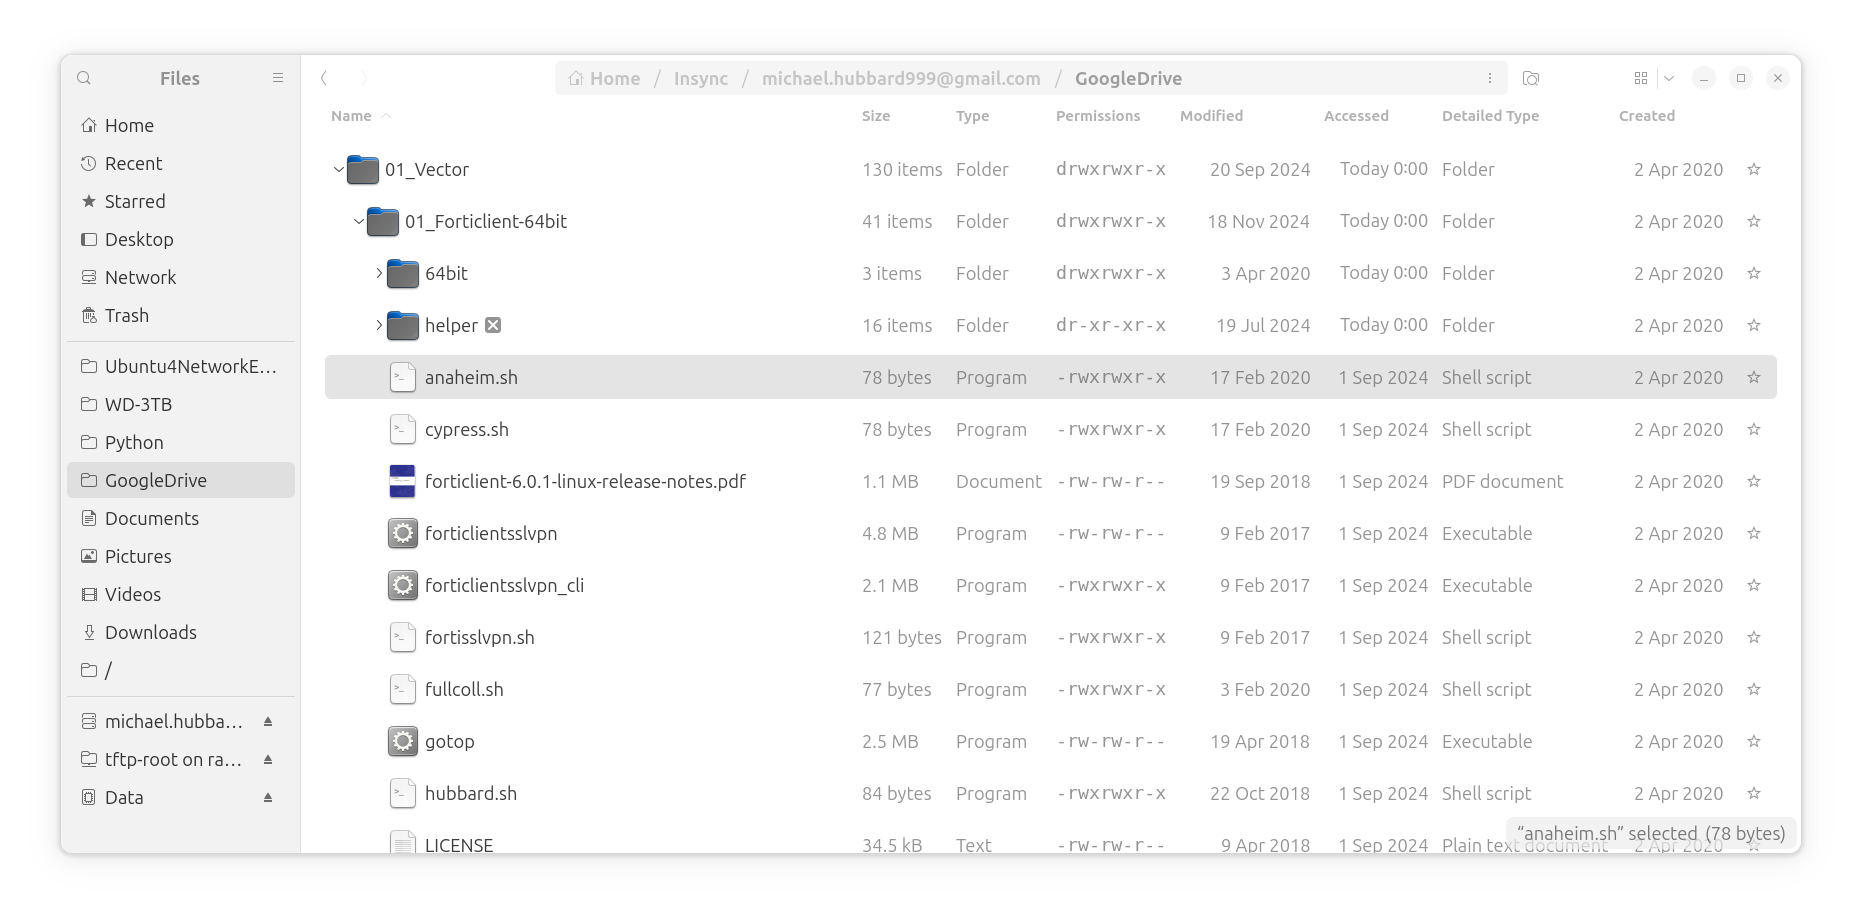 Files
Home / Insync / michael.hubbard999@gmail.com / GoogleDrive
Home
Recent
Starred
Desktop
Network
Trash
Ubuntu4NetworkE...
WD-3TB
Python
GoogleDrive
Documents
Pictures
Videos
Downloads
/
michael.hubba...
tftp-root on ra...
Data
Name Size Type Permissions Modified Accessed Detailed Type Created
01_Vector 130 items Folder drwxrwxr-x 20 Sep 2024 Today 0:00 Folder 2 Apr 2020
01_Forticlient-64bit 41 items Folder drwxrwxr-x 18 Nov 2024 Today 0:00 Folder 2 Apr 2020
64bit 3 items Folder drwxrwxr-x 3 Apr 2020 Today 0:00 Folder 2 Apr 2020
helper 16 items Folder dr-xr-xr-x 19 Jul 2024 Today 0:00 Folder 2 Apr 2020
anaheim.sh 78 bytes Program -rwxrwxr-x 17 Feb 2020 1 Sep 2024 Shell script 2 Apr 2020
cypress.sh 78 bytes Program -rwxrwxr-x 17 Feb 2020 1 Sep 2024 Shell script 2 Apr 2020
forticlient-6.0.1-linux-release-notes.pdf 1.1 MB Document -rw-rw-r-- 19 Sep 2018 1 Sep 2024 PDF document 2 Apr 2020
forticlientsslvpn 4.8 MB Program -rw-rw-r-- 9 Feb 2017 1 Sep 2024 Executable 2 Apr 2020
forticlientsslvpn_cli 2.1 MB Program -rwxrwxr-x 9 Feb 2017 1 Sep 2024 Executable 2 Apr 2020
fortisslvpn.sh 121 bytes Program -rwxrwxr-x 9 Feb 2017 1 Sep 2024 Shell script 2 Apr 2020
fullcoll.sh 77 bytes Program -rwxrwxr-x 3 Feb 2020 1 Sep 2024 Shell script 2 Apr 2020
gotop 2.5 MB Program -rw-rw-r-- 19 Apr 2018 1 Sep 2024 Executable 2 Apr 2020
hubbard.sh 84 bytes Program -rwxrwxr-x 22 Oct 2018 1 Sep 2024 Shell script 2 Apr 2020
LICENSE 34.5 kB Text -rw-rw-r-- 9 Apr 2018 1 Sep 2024 Plain text document 2 Apr 2020
“anaheim.sh” selected (78 bytes)